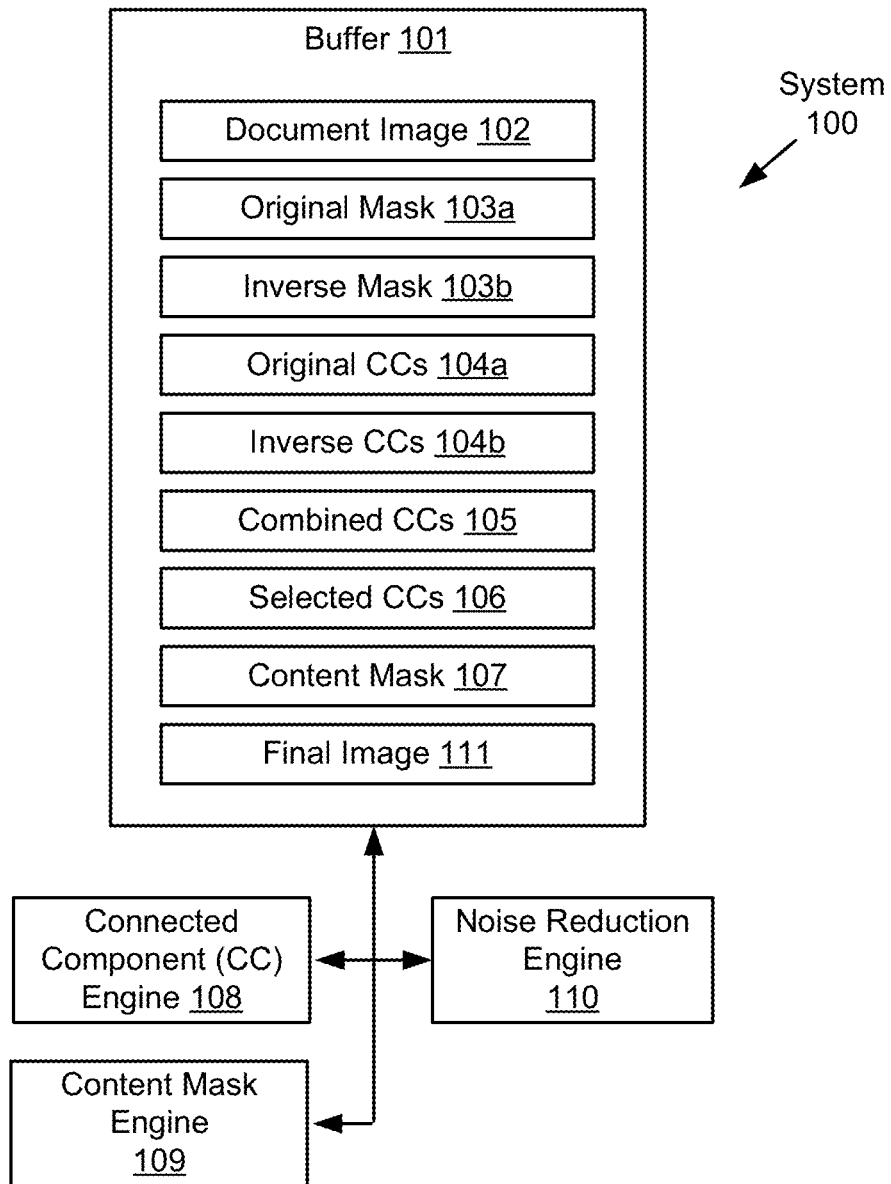 Buffer 101
System
100
Document Image 102
Original Mask 103a
Inverse Mask 103b
Original CCs 104a
Inverse CCs 104b
Combined CCs 105
Selected CCs 106
Content Mask 107
Final Image 111
Connected
Component (CC)
Engine 108
Noise Reduction
Engine
110
Content Mask
Engine
109